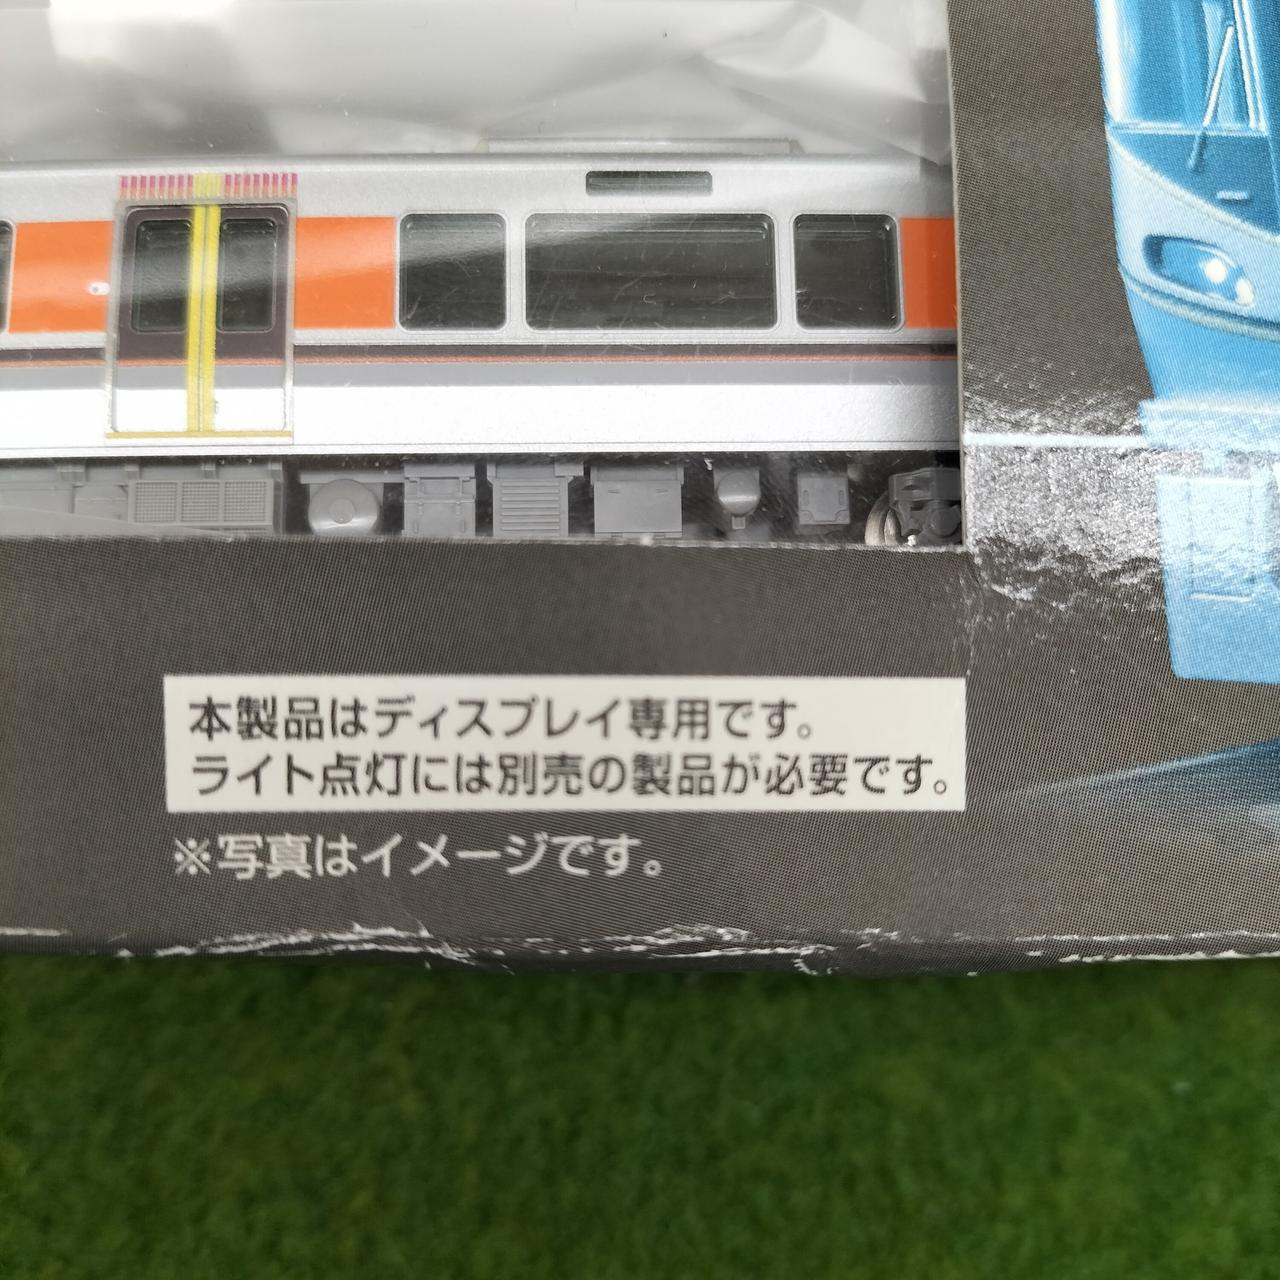 本製品はディスプレイ専用です。
ライト点灯には別売の製品が必要です。
※写真はイメージです。